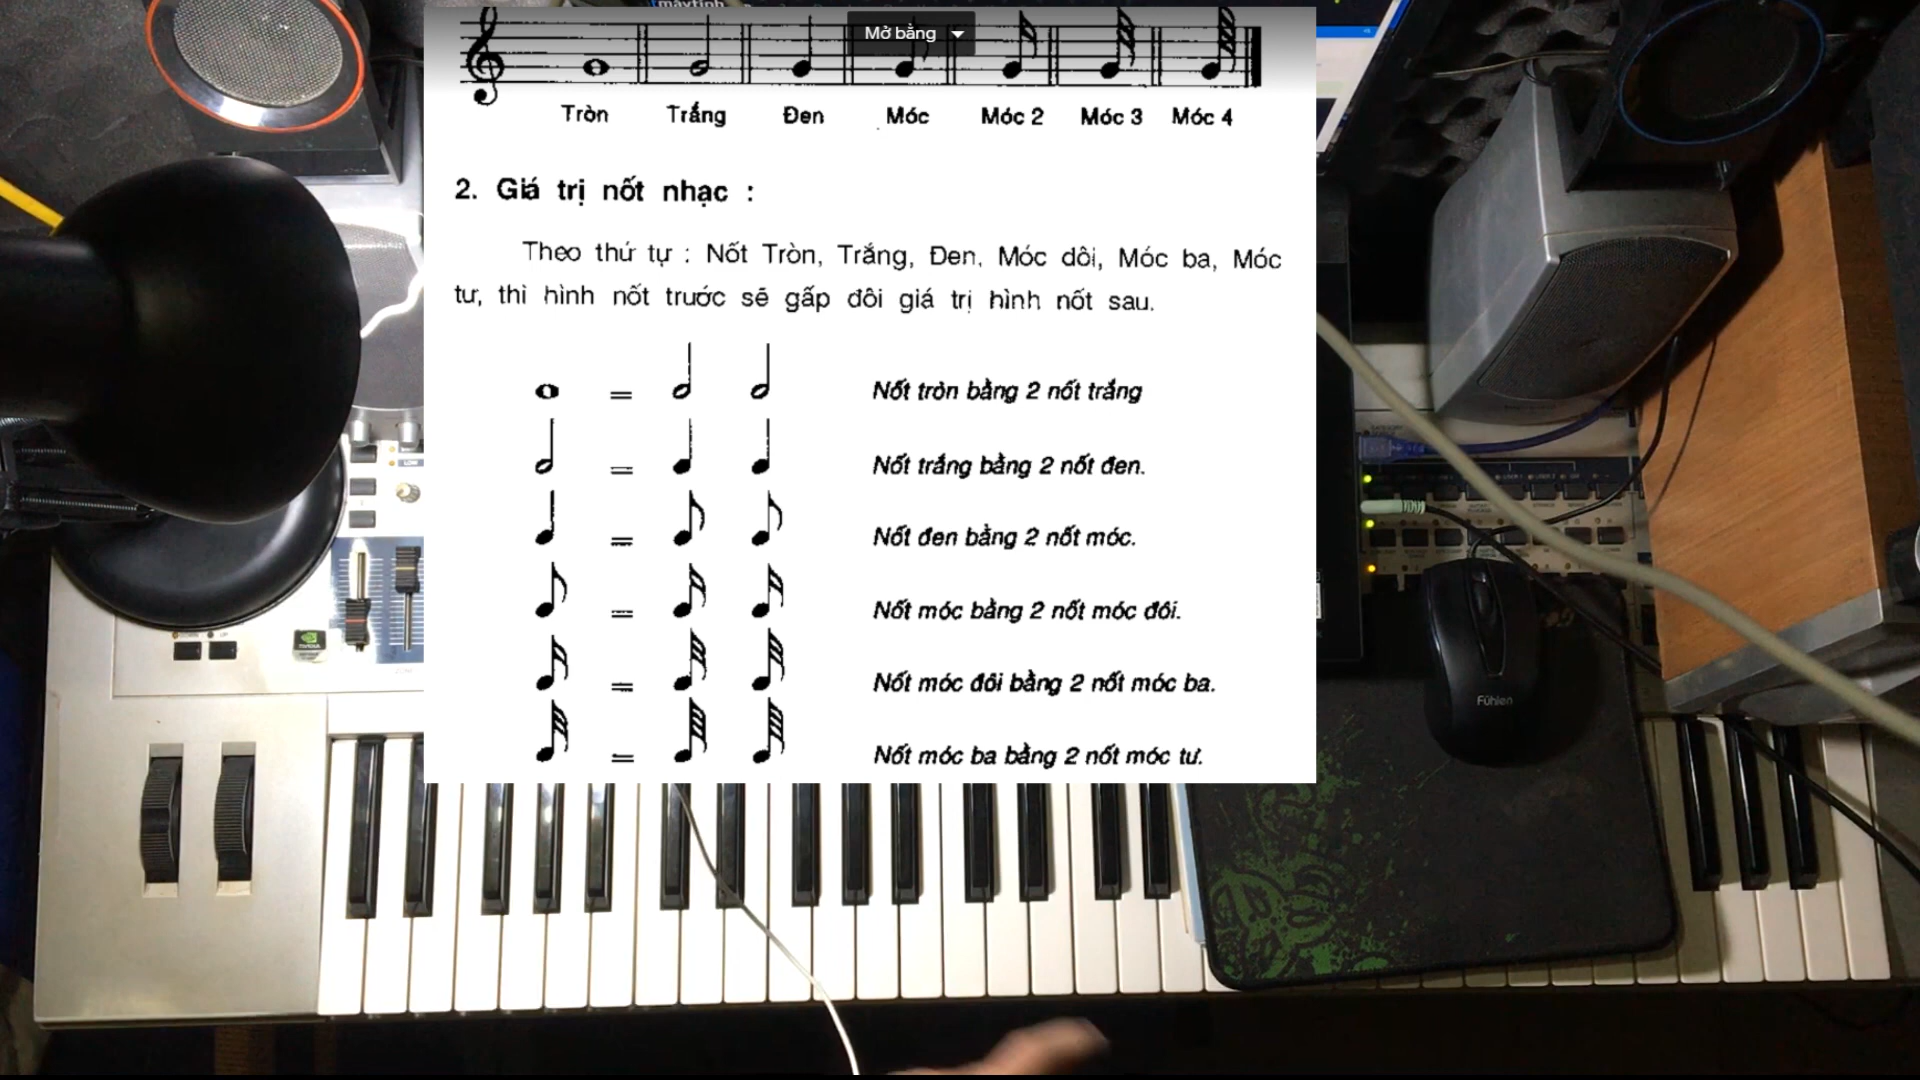 máytính
Mở bằng
Tròn Trắng Đen Móc Móc 2 Móc 3 Móc 4
2. Giá trị nốt nhạc :
Theo thứ tự : Nốt Tròn, Trắng, Đen, Móc dôi, Móc ba, Móc
tư, thì hình nốt truớc sẽ gấp đôi giá trị hình nốt sau.
= Nốt tròn bằng 2 nốt trắng
= Nốt trắng bằng 2 nốt đen.
= Nốt đen bằng 2 nốt móc.
= Nốt móc bằng 2 nốt móc đôi.
= Nốt móc đôi bằng 2 nốt móc ba.
= Nốt móc ba bằng 2 nốt móc tư.
UP
Fühlen